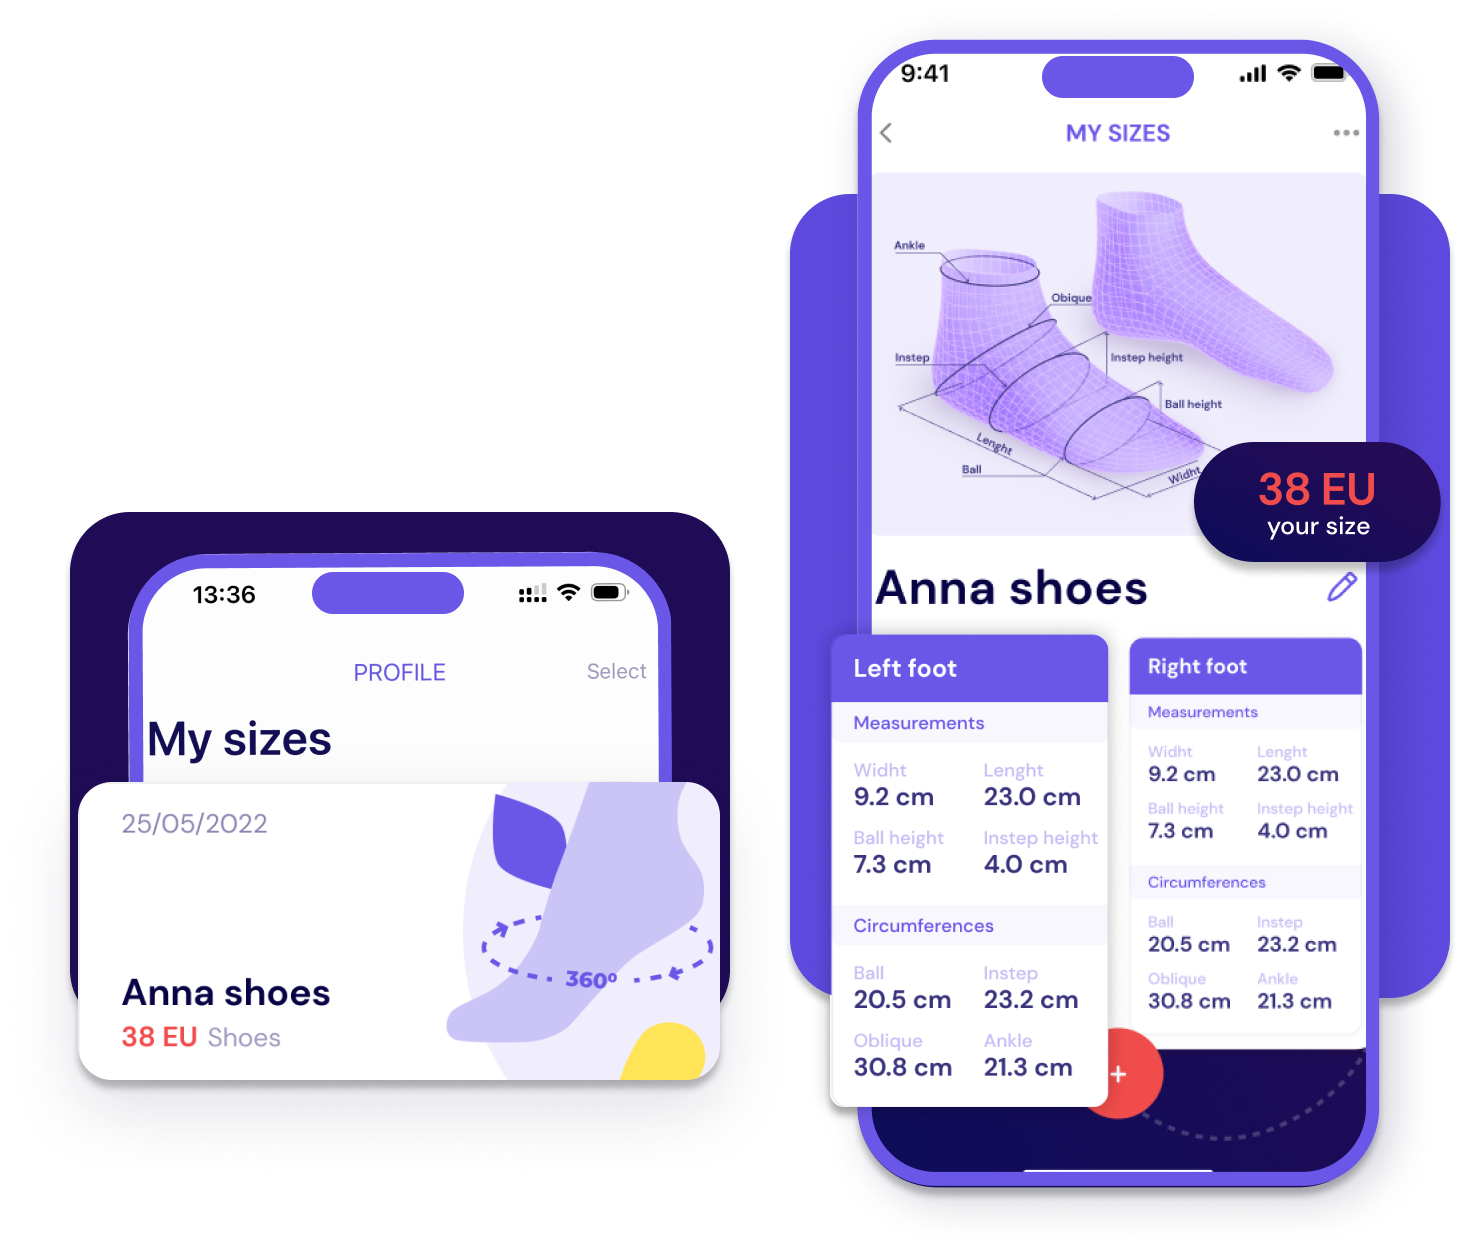 13:36
PROFILE
Select
My sizes
25/05/2022
360º
Anna shoes
38 EU Shoes
9:41
MY SIZES
Ankle
Obique
Instep
Instep height
Ball height
Lenght
Ball
Widht
38 EU
your size
Anna shoes
Left foot
Measurements
Widht Lenght
9.2 cm 23.0 cm
Ball height Instep height
7.3 cm 4.0 cm
Circumferences
Ball Instep
20.5 cm 23.2 cm
Oblique Ankle
30.8 cm 21.3 cm
Right foot
Measurements
Widht Lenght
9.2 cm 23.0 cm
Ball height Instep height
7.3 cm 4.0 cm
Circumferences
Ball Instep
20.5 cm 23.2 cm
Oblique Ankle
30.8 cm 21.3 cm
+